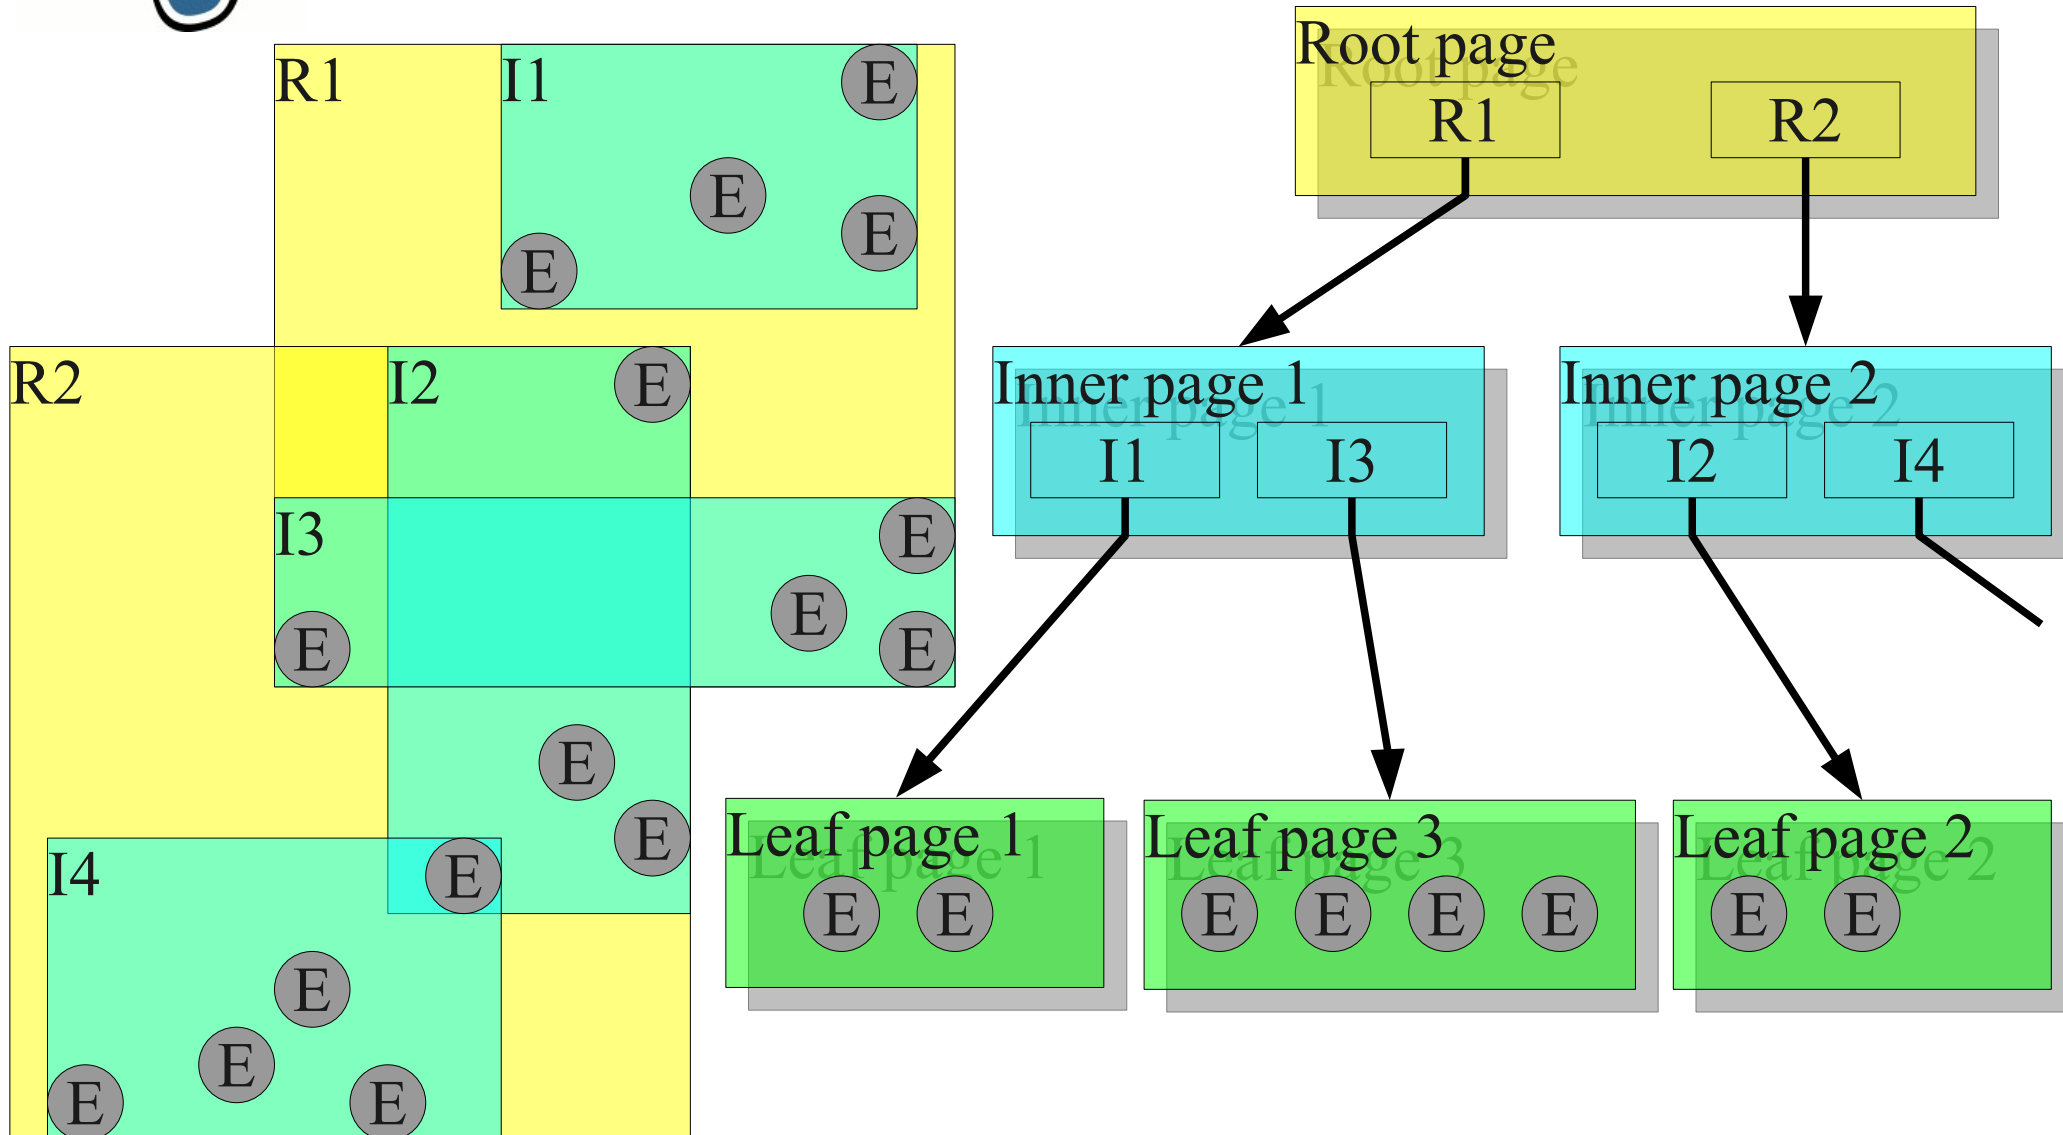 R1
I1
E
E
E
E
R2
I2
E
I3
E
E
E
E
E
E
I4
E
E
E
E
E
Root page
R1
R2
Inner page 1
I1
I3
Inner page 2
I2
I4
Leaf page 1
E E
Leaf page 3
E E E E
Leaf page 2
E E